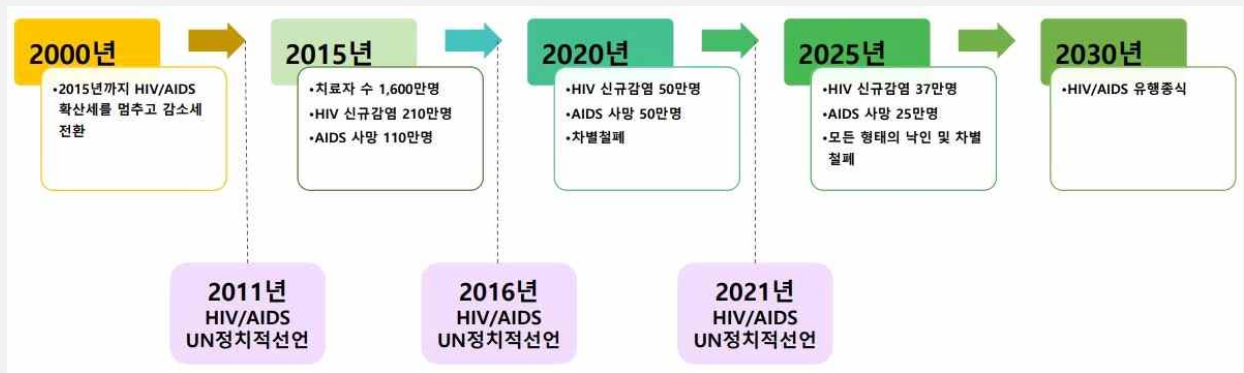 2000년
•2015년까지 HIV/AIDS
확산세를 멈추고 감소세
전환
2015년
•치료자 수 1,600만명
•HIV 신규감염 210만명
•AIDS 사망 110만명
2020년
•HIV 신규감염 50만명
•AIDS 사망 50만명
•차별철폐
2025년
•HIV 신규감염 37만명
•AIDS 사망 25만명
•모든 형태의 낙인 및 차별
철폐
2030년
•HIV/AIDS 유행종식
2011년
HIV/AIDS
UN정치적선언
2016년
HIV/AIDS
UN정치적선언
2021년
HIV/AIDS
UN정치적선언